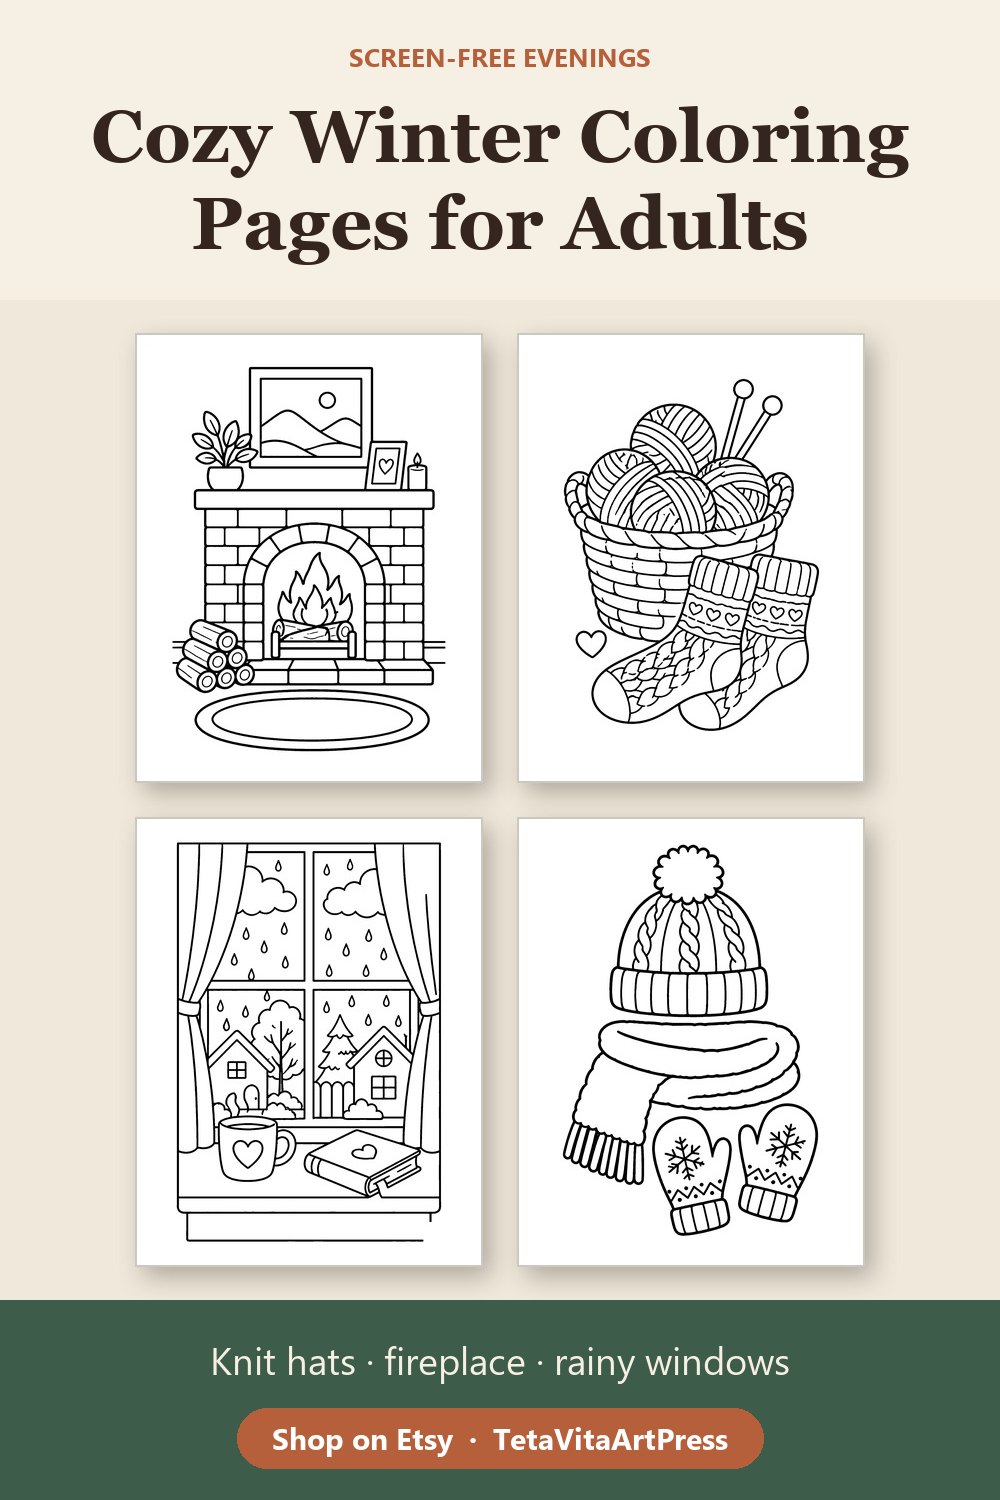 SCREEN-FREE EVENINGS
Cozy Winter Coloring
Pages for Adults
Knit hats · fireplace · rainy windows
Shop on Etsy · TetaVitaArtPress